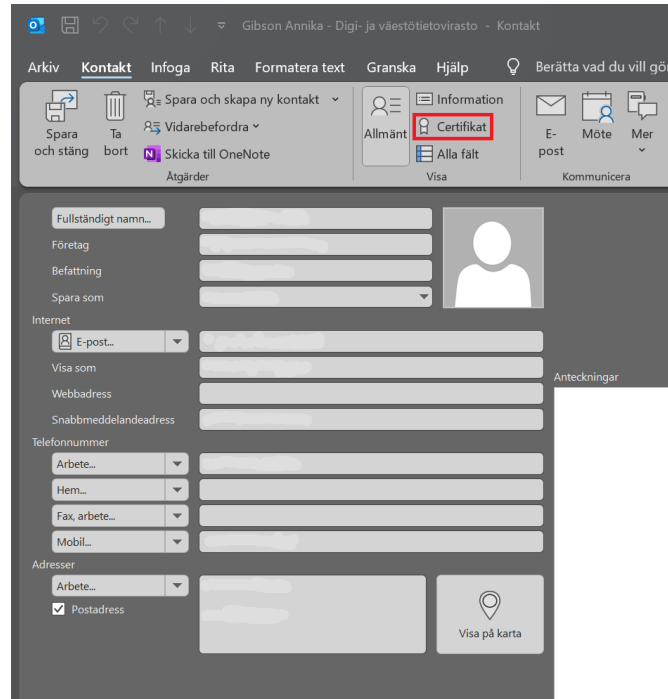 Gibson Annika - Digi- ja väestötietovirasto - Kontakt
Arkiv Kontakt Infoga Rita Formatera text Granska Hjälp Berätta vad du vill gör
Spara och stäng
Ta bort
Spara och skapa ny kontakt
Vidarebefordra
Skicka till OneNote
Åtgärder
Allmänt
Information
Certifikat
Alla fält
Visa
E-post
Möte
Mer
Kommunicera
Fullständigt namn...
Företag
Befattning
Spara som
Internet
E-post...
Visa som
Webbadress
Snabbmeddelandeadress
Anteckningar
Telefonnummer
Arbete...
Hem...
Fax, arbete...
Mobil...
Adresser
Arbete...
Postadress
Visa på karta